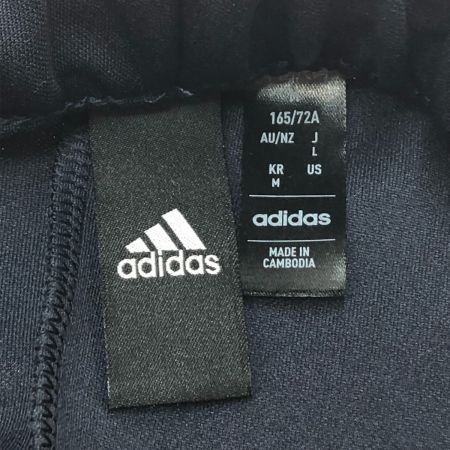 adidas
165/72A
AU/NZ J
L
KR US
M
adidas
MADE IN
CAMBODIA